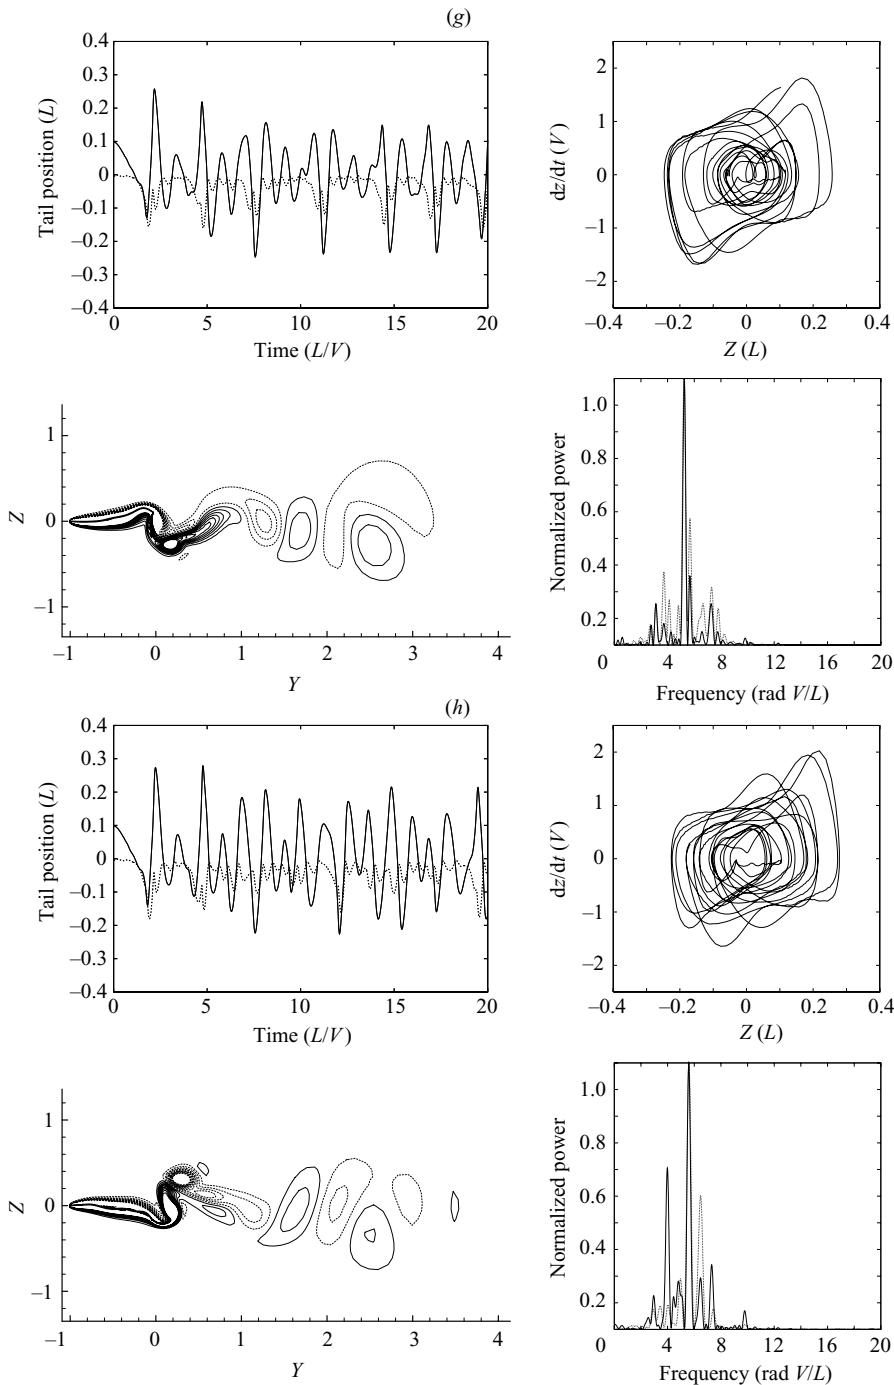 (g)
0.4
0.3
0.2
0.1
0
–0.1
–0.2
–0.3
–0.4
Tail position (L)
0 5 10 15 20
Time (L/V)
2
1
0
–1
–2
dz/dt (V)
–0.4 –0.2 0 0.2 0.4
Z (L)
1
0
–1
Z
–1 0 1 2 3 4
Y
1.0
0.8
0.6
0.4
0.2
Normalized power
0 4 8 12 16 20
Frequency (rad V/L)
(h)
0.4
0.3
0.2
0.1
0
–0.1
–0.2
–0.3
–0.4
Tail position (L)
0 5 10 15 20
Time (L/V)
2
1
0
–1
–2
dz/dt (V)
–0.4 –0.2 0 0.2 0.4
Z (L)
1
0
–1
Z
–1 0 1 2 3 4
Y
1.0
0.8
0.6
0.4
0.2
Normalized power
0 4 8 12 16 20
Frequency (rad V/L)